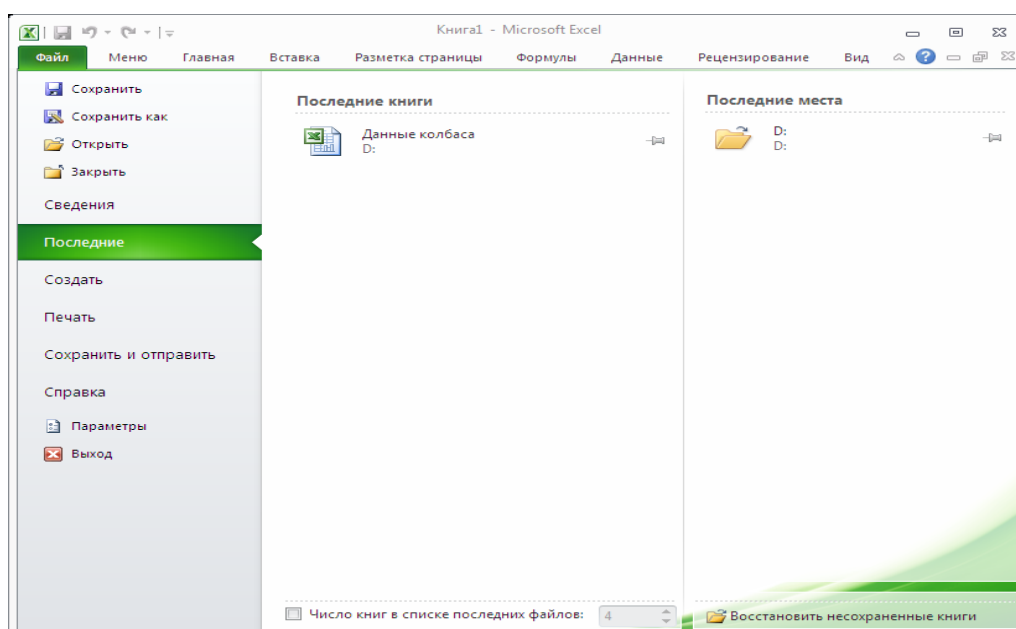 Книга1 - Microsoft Excel
Файл Меню Главная Вставка Разметка страницы Формулы Данные Рецензирование Вид
Сохранить
Сохранить как
Открыть
Закрыть
Сведения
Последние
Создать
Печать
Сохранить и отправить
Справка
Параметры
Выход
Последние книги
Данные колбаса
D:
Число книг в списке последних файлов: 4
Последние места
D:
D:
Восстановить несохраненные книги